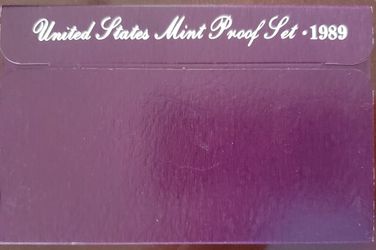 United States Mint Proof Set · 1989